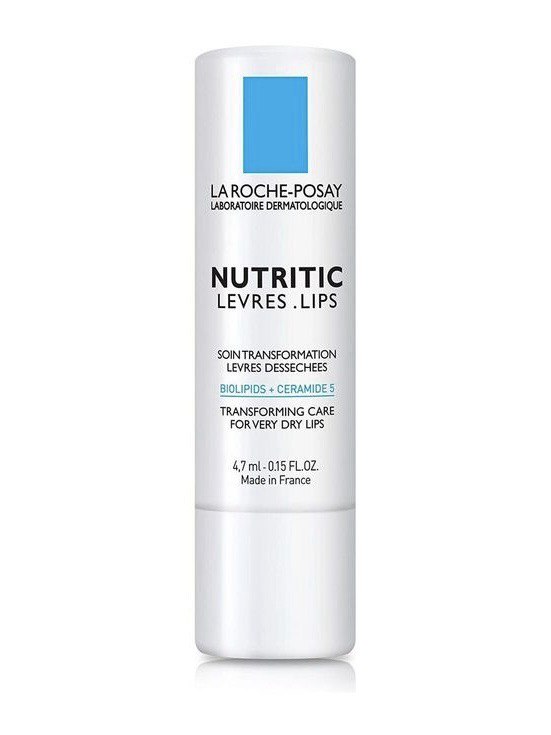 LA ROCHE-POSAY
LABORATOIRE DERMATOLOGIQUE
NUTRITIC
LEVRES .LIPS
SOIN TRANSFORMATION
LEVRES DESSECHEES
BIOLIPIDS + CERAMIDE 5
TRANSFORMING CARE
FOR VERY DRY LIPS
4,7 ml - 0.15 FL.OZ.
Made in France